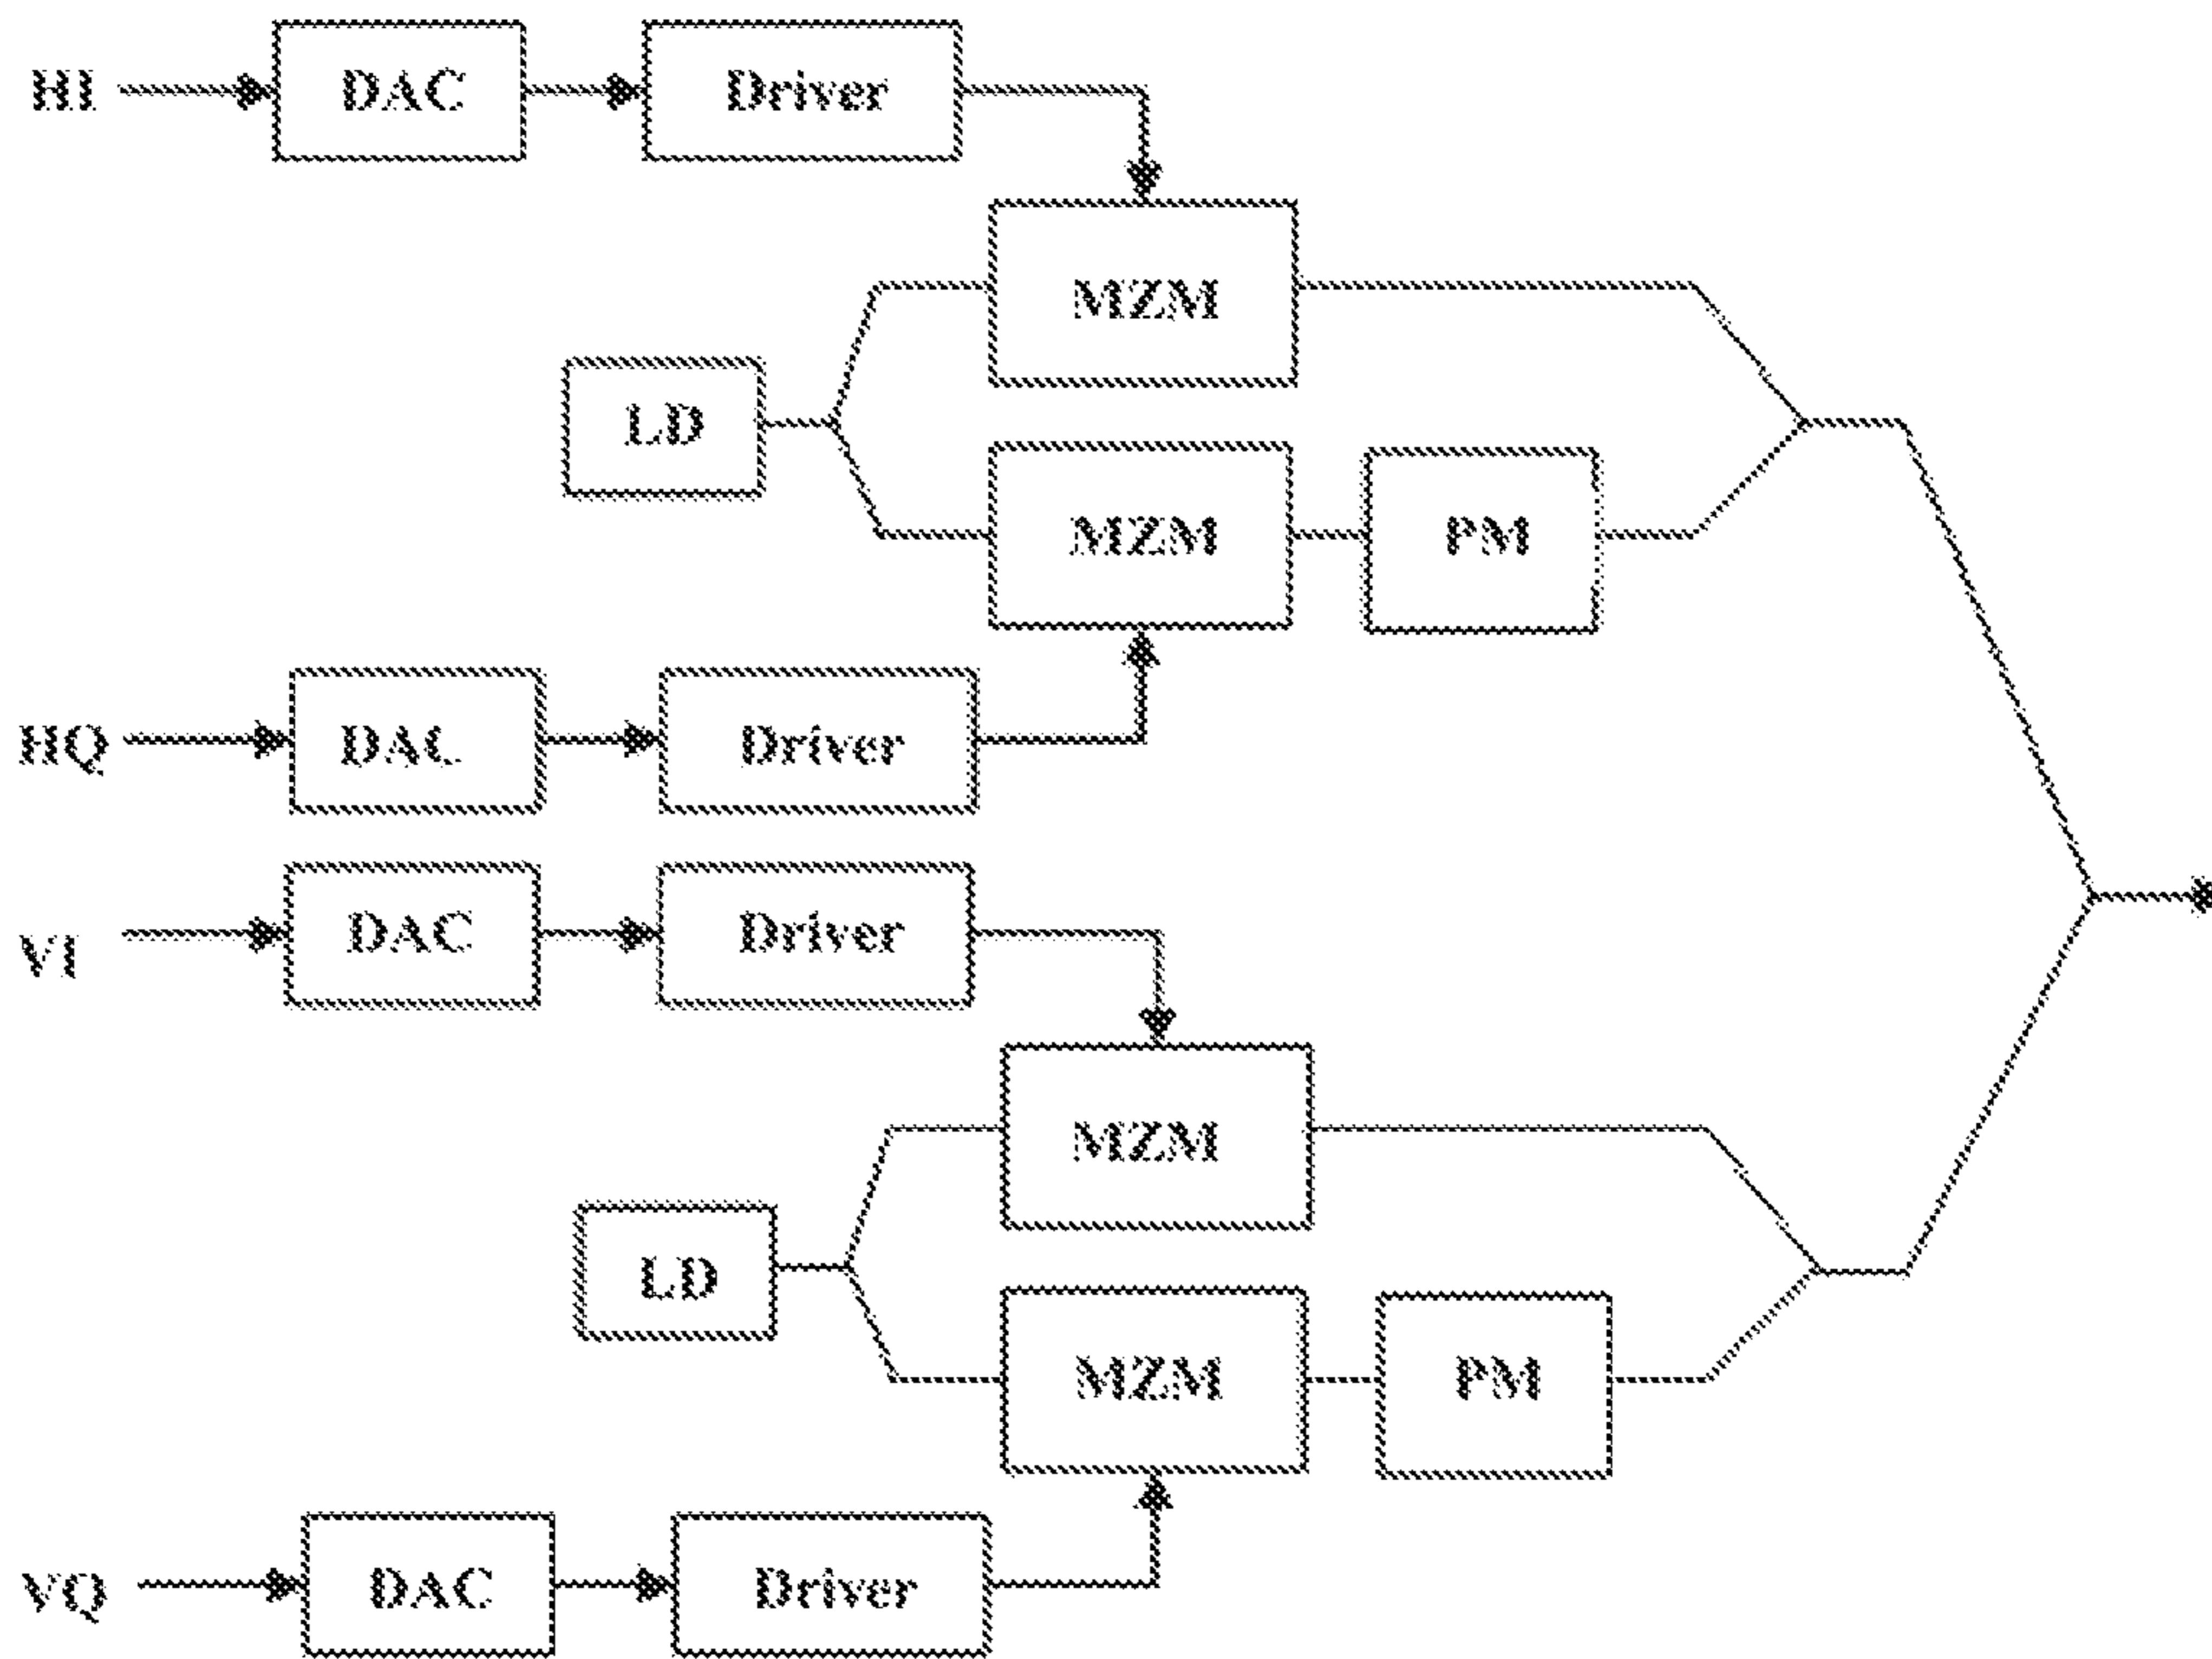 HI DAC Driver
MZM
LD
MZM PM
HQ DAC Driver
VI DAC Driver
MZM
LD
MZM PM
VQ DAC Driver